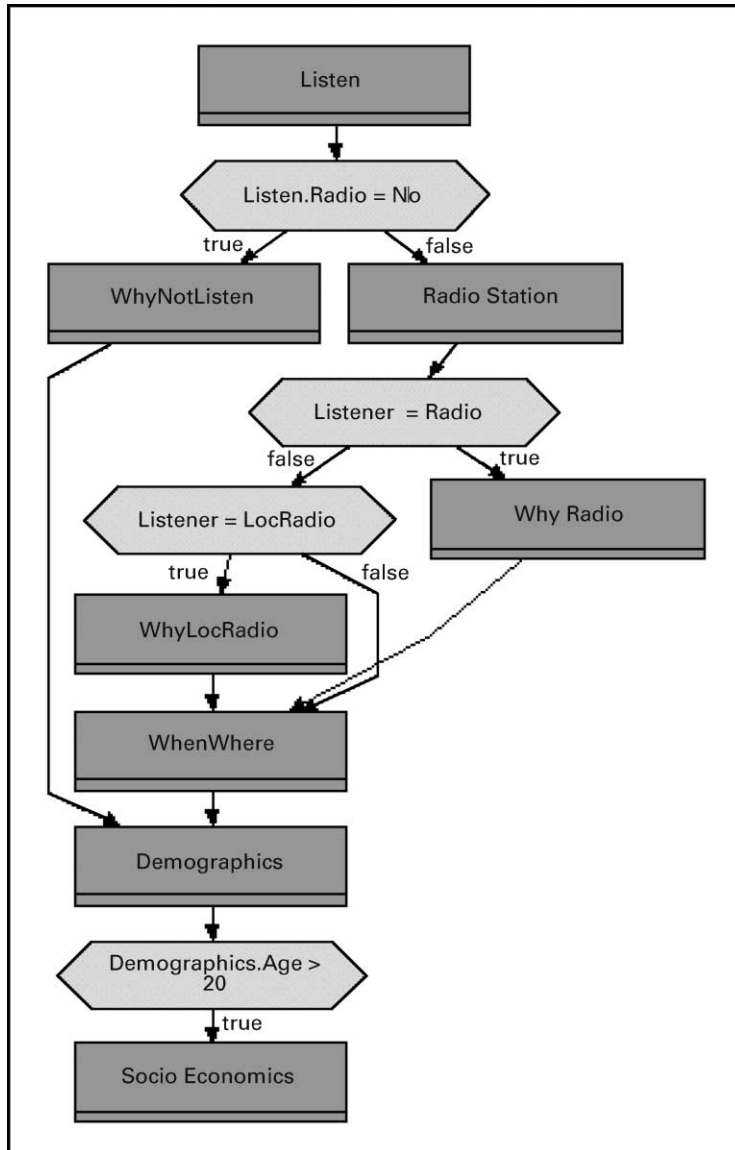 Listen
Listen.Radio = No
true
false
WhyNotListen
Radio Station
Listener = Radio
false
true
Listener = LocRadio
Why Radio
true
false
WhyLocRadio
WhenWhere
Demographics
Demographics.Age >
20
true
Socio Economics